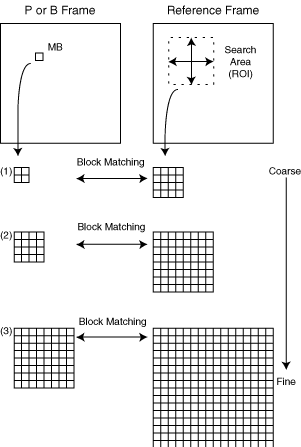 P or B Frame
Reference Frame
MB
Search
Area
(ROI)
(1)
Block Matching
Coarse
(2)
Block Matching
(3)
Block Matching
Fine